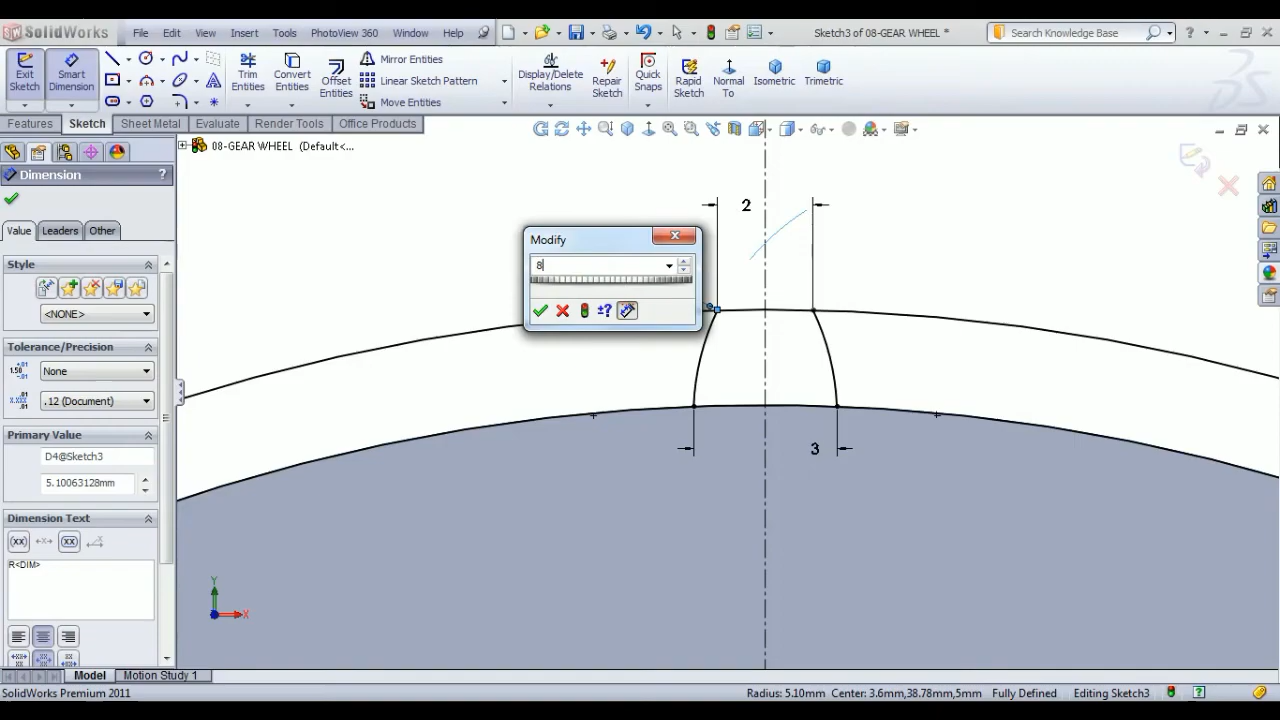 SolidWorks File Edit View Insert Tools PhotoView 360 Window Help Sketch3 of 08-GEAR WHEEL * Search Knowledge Base ?
Exit Sketch
Smart Dimension
Trim Entities
Convert Entities
Offset Entities
Mirror Entities
Linear Sketch Pattern
Move Entities
Display/Delete Relations
Repair Sketch
Quick Snaps
Rapid Sketch
Normal To
Isometric
Trimetric
Features Sketch Sheet Metal Evaluate Render Tools Office Products
08-GEAR WHEEL (Default<...
Dimension ?
Value Leaders Other
Style
<NONE>
Tolerance/Precision
None
.12 (Document)
Primary Value
D4@Sketch3
5.10063128mm
Dimension Text
R<DIM>
2
Modify
8
3
Y
X
Model Motion Study 1
SolidWorks Premium 2011 Radius: 5.10mm Center: 3.6mm,38.78mm,5mm Fully Defined Editing Sketch3